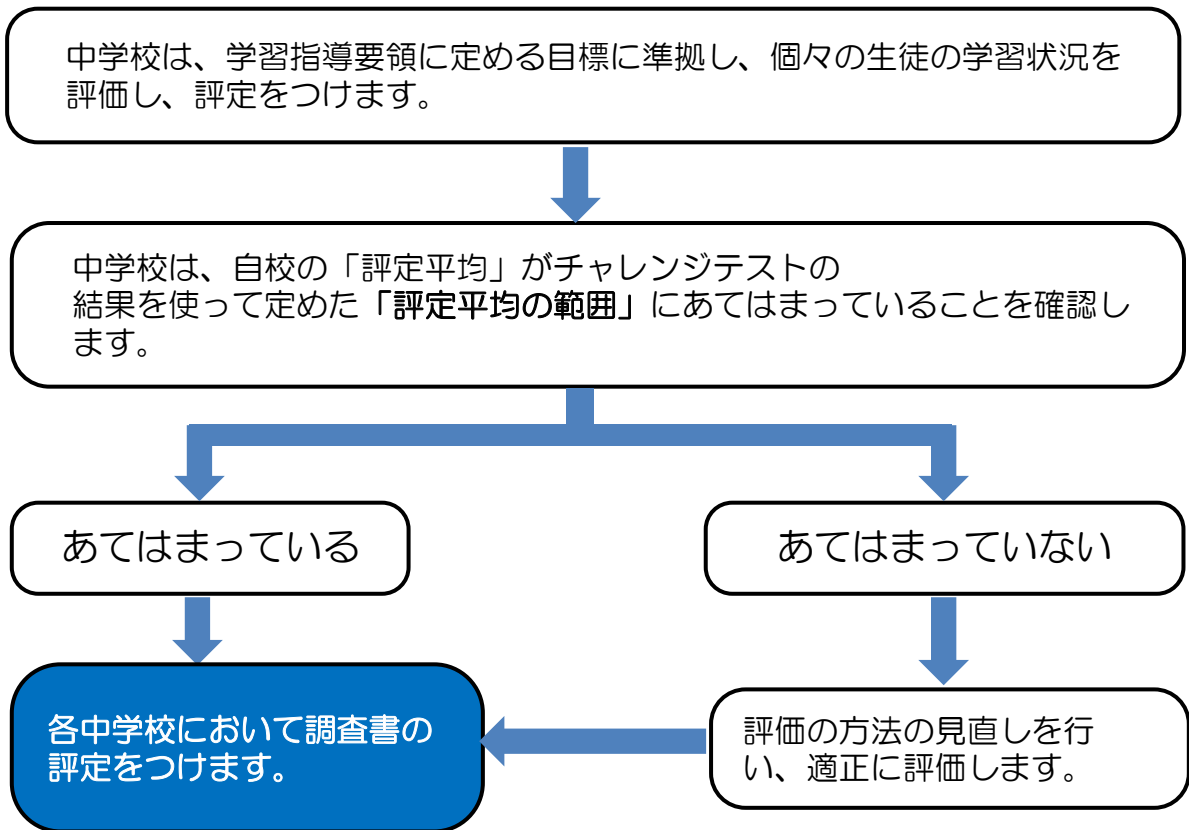 中学校は、学習指導要領に定める目標に準拠し、個々の生徒の学習状況を
評価し、評定をつけます。
中学校は、自校の「評定平均」がチャレンジテストの
結果を使って定めた「評定平均の範囲」にあてはまっていることを確認し
ます。
あてはまっている
あてはまっていない
各中学校において調査書の
評定をつけます。
評価の方法の見直しを行
い、適正に評価します。